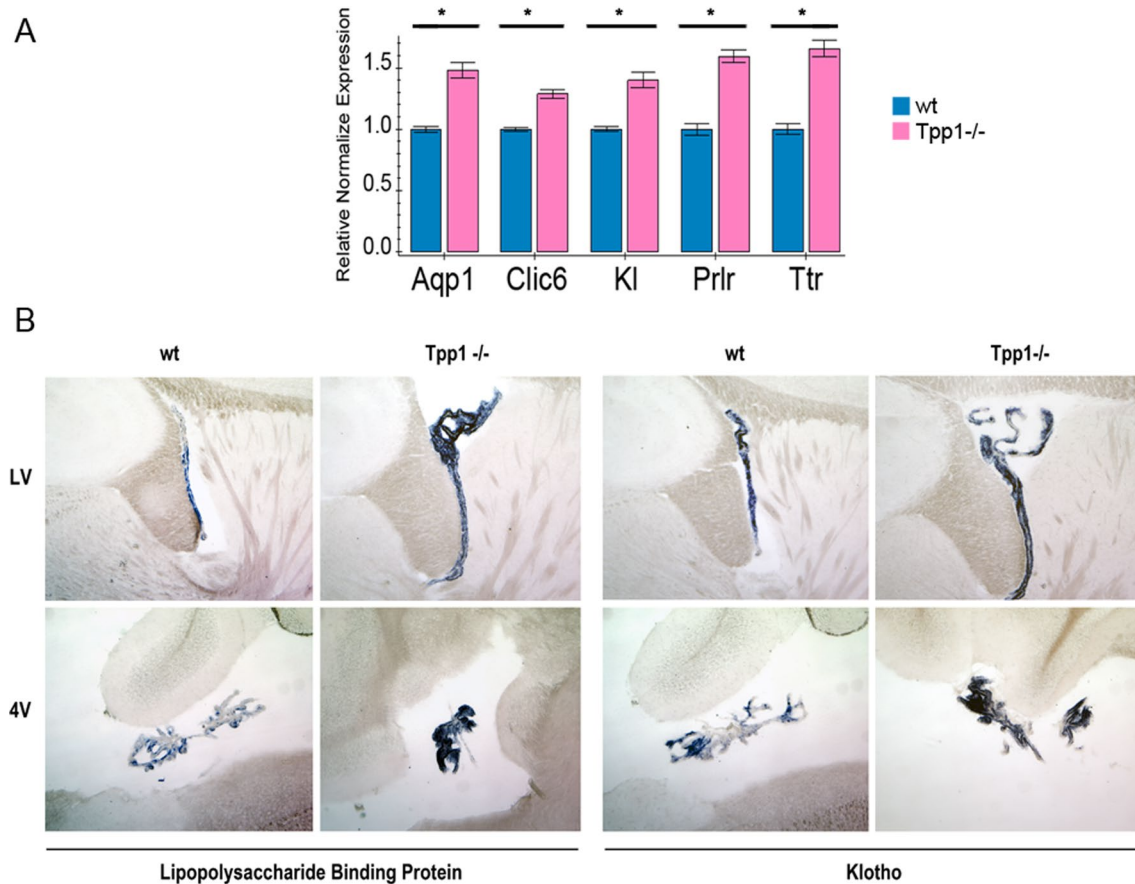 A
Relative Normalize Expression
* * * * *
1.5
1.0
0.5
0.0
Aqp1 Clic6 Kl Prlr Ttr
wt
Tpp1-/-
B
wt Tpp1 -/- wt Tpp1-/-
LV
4V
Lipopolysaccharide Binding Protein Klotho